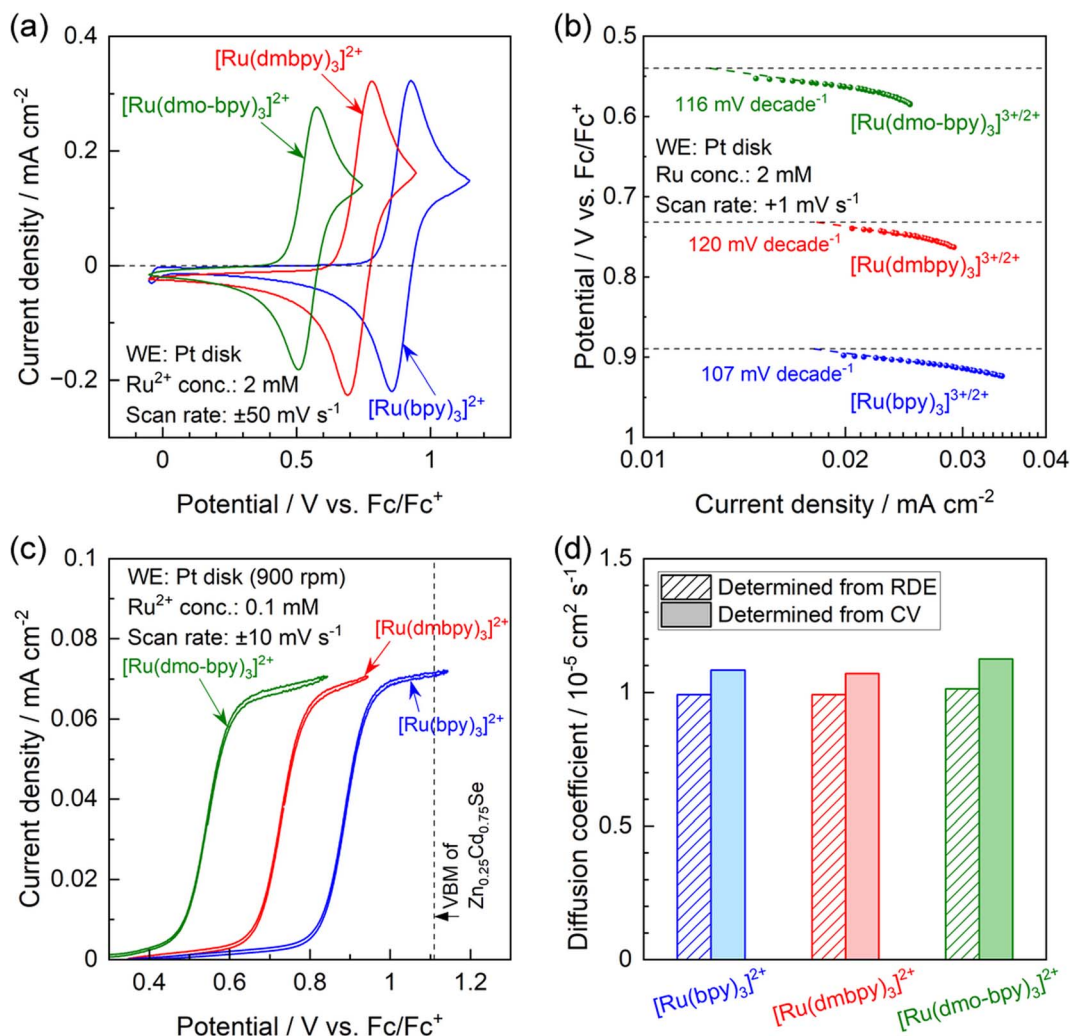 (a)
[Ru(dmbpy)₃]²⁺
[Ru(dmo-bpy)₃]²⁺
WE: Pt disk
Ru²⁺ conc.: 2 mM
Scan rate: ±50 mV s⁻¹
[Ru(bpy)₃]²⁺
0.4
0.2
0
−0.2
Current density / mA cm⁻²
0
0.5
1
Potential / V vs. Fc/Fc⁺
(b)
0.5
0.6
0.7
0.8
0.9
1
Potential / V vs. Fc/Fc⁺
116 mV decade⁻¹
[Ru(dmo-bpy)₃]³⁺/²⁺
WE: Pt disk
Ru conc.: 2 mM
Scan rate: +1 mV s⁻¹
120 mV decade⁻¹
[Ru(dmbpy)₃]³⁺/²⁺
107 mV decade⁻¹
[Ru(bpy)₃]³⁺/²⁺
0.01
0.02
0.03
0.04
Current density / mA cm⁻²
(c)
0.1
0.08
0.06
0.04
0.02
0
Current density / mA cm⁻²
WE: Pt disk (900 rpm)
Ru²⁺ conc.: 0.1 mM
Scan rate: ±10 mV s⁻¹
[Ru(dmbpy)₃]²⁺
[Ru(dmo-bpy)₃]²⁺
[Ru(bpy)₃]²⁺
↑VBM of
Zn₀.₂₅Cd₀.₇₅Se
0.4
0.6
0.8
1.0
1.2
Potential / V vs. Fc/Fc⁺
(d)
1.5
1
0.5
0
Diffusion coefficient / 10⁻⁵ cm² s⁻¹
Determined from RDE
Determined from CV
[Ru(bpy)₃]²⁺
[Ru(dmbpy)₃]²⁺
[Ru(dmo-bpy)₃]²⁺